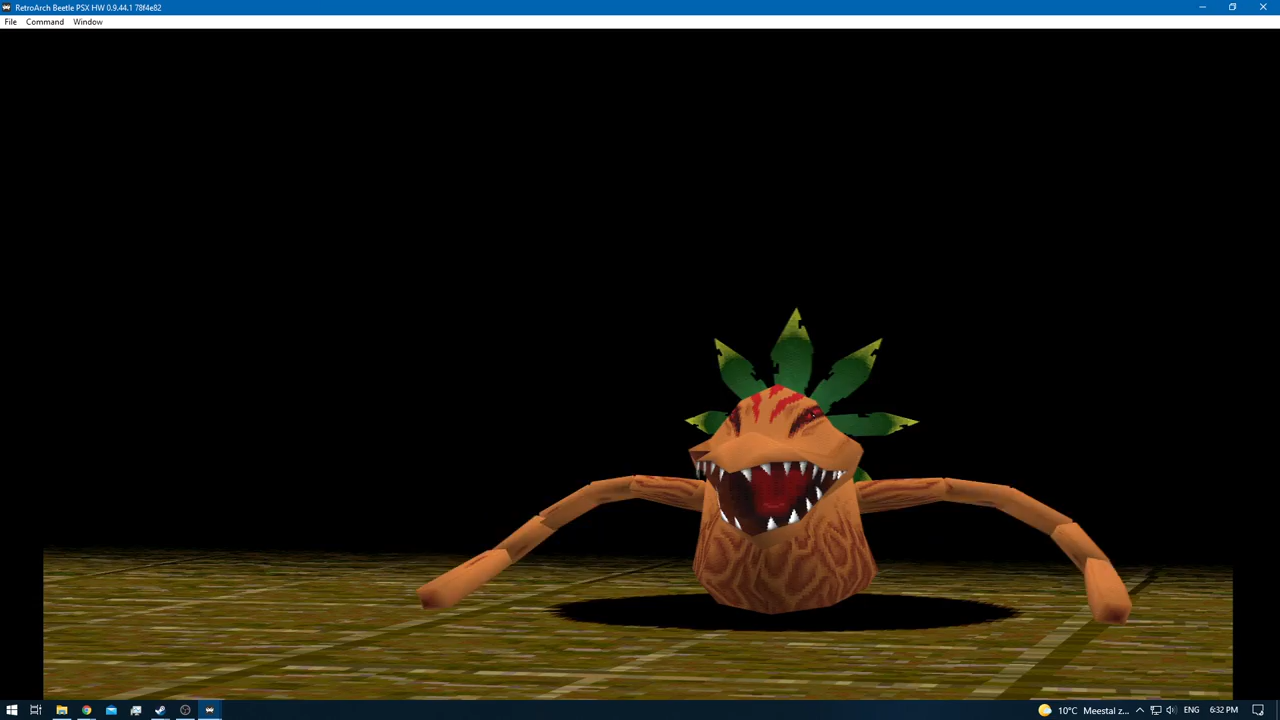 RetroArch Beetle PSX HW 0.9.44.1 78f4e82
File Command Window
10°C Meestal z... ENG 6:32 PM